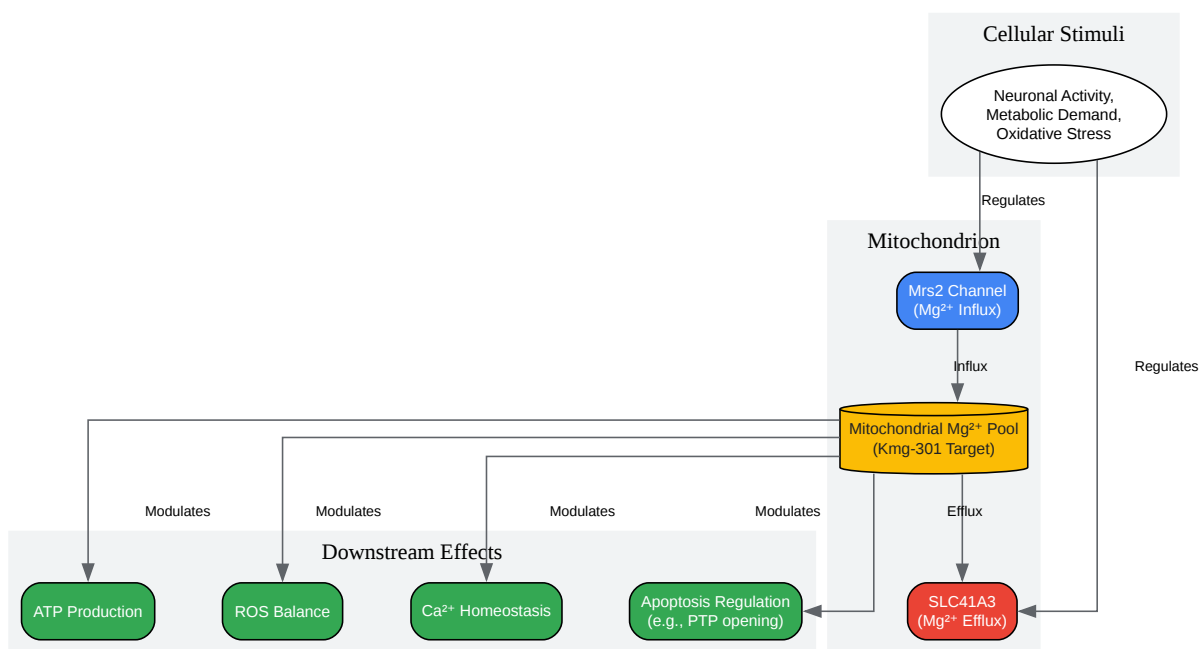 Cellular Stimuli
Neuronal Activity,
Metabolic Demand,
Oxidative Stress
Regulates
Mitochondrion
Mrs2 Channel
(Mg²⁺ Influx)
Influx
Regulates
Mitochondrial Mg²⁺ Pool
(Kmg-301 Target)
Modulates
Modulates
Modulates
Modulates
Efflux
Downstream Effects
ATP Production
ROS Balance
Ca²⁺ Homeostasis
Apoptosis Regulation
(e.g., PTP opening)
SLC41A3
(Mg²⁺ Efflux)